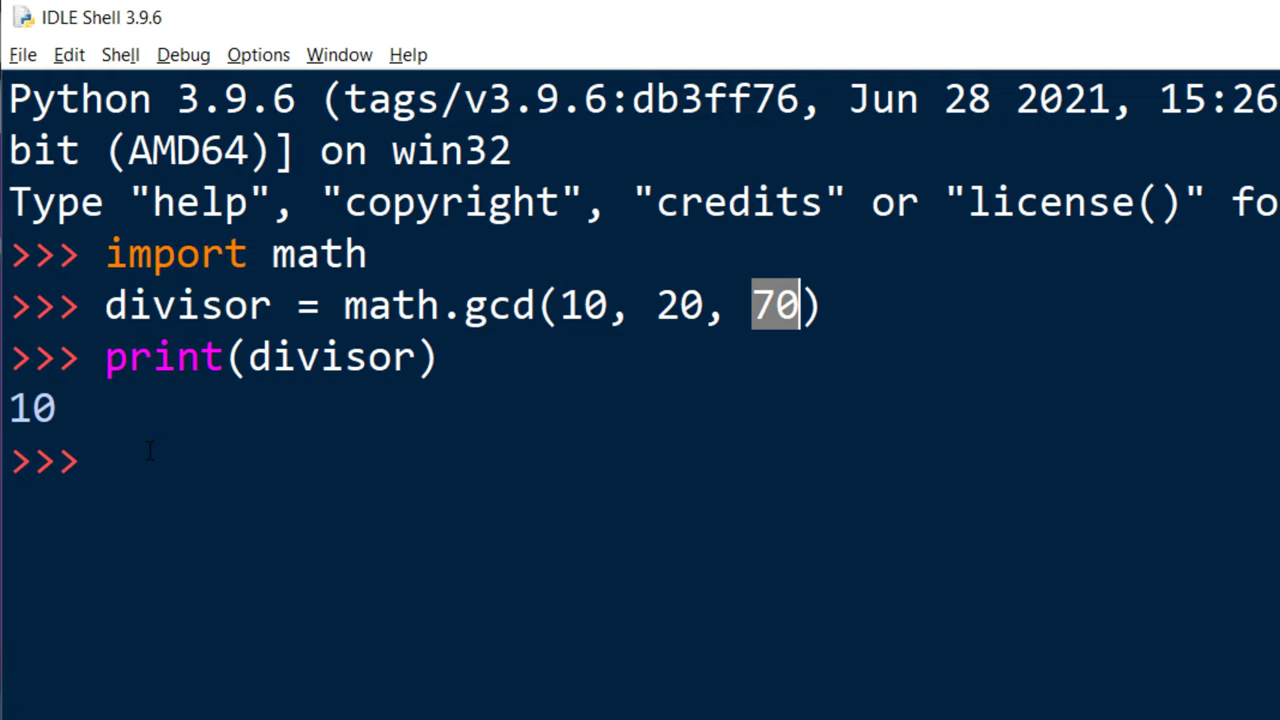 IDLE Shell 3.9.6
File Edit Shell Debug Options Window Help
Python 3.9.6 (tags/v3.9.6:db3ff76, Jun 28 2021, 15:26
bit (AMD64)] on win32
Type "help", "copyright", "credits" or "license()" fo
>>> import math
>>> divisor = math.gcd(10, 20, 70)
>>> print(divisor)
10
>>>